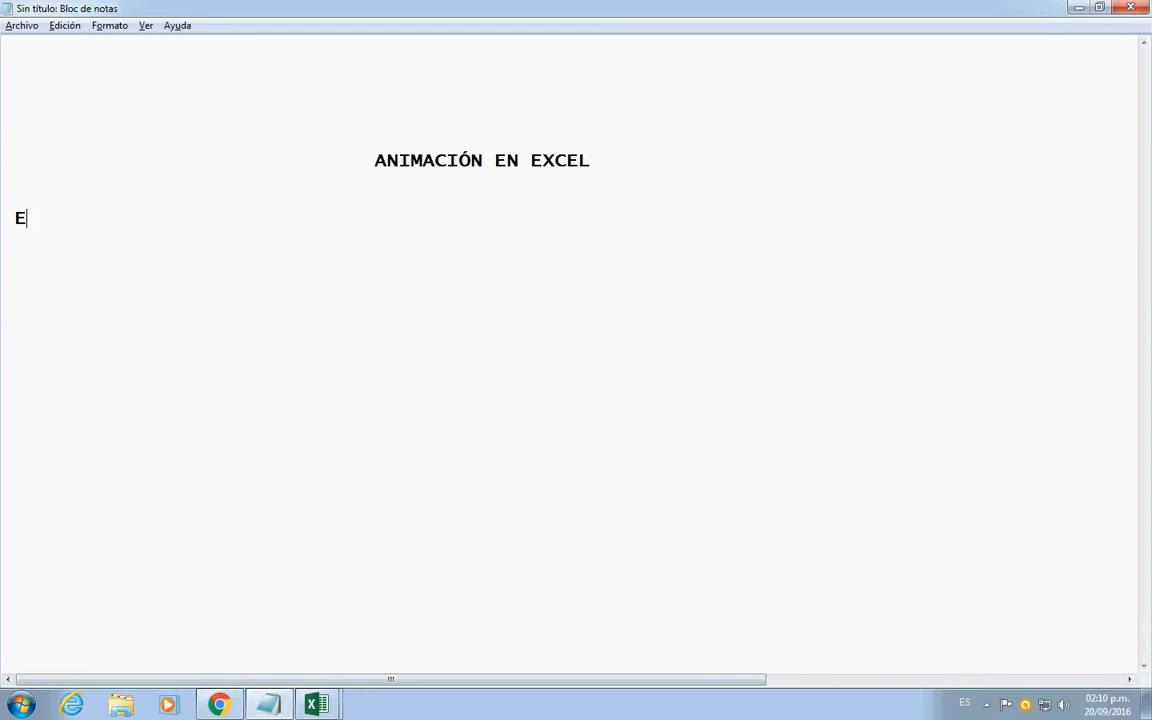 Sin título: Bloc de notas
Archivo Edición Formato Ver Ayuda
ANIMACIÓN EN EXCEL
E
ES
02:10 p.m.
20/09/2016